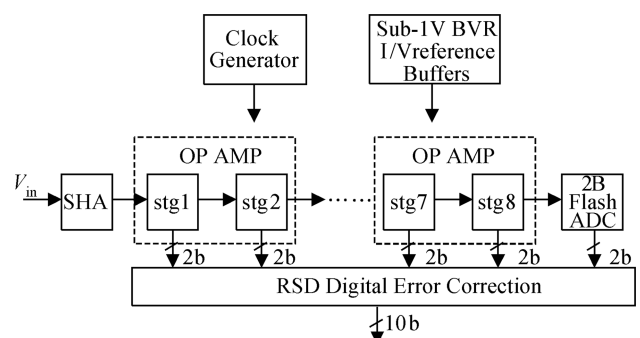 Clock
Generator
Sub-1V BVR
I/Vreference
Buffers
OP AMP
OP AMP
Vin
SHA
stg1
stg2
......
stg7
stg8
2B
Flash
ADC
2b
2b
2b
2b
2b
RSD Digital Error Correction
10b